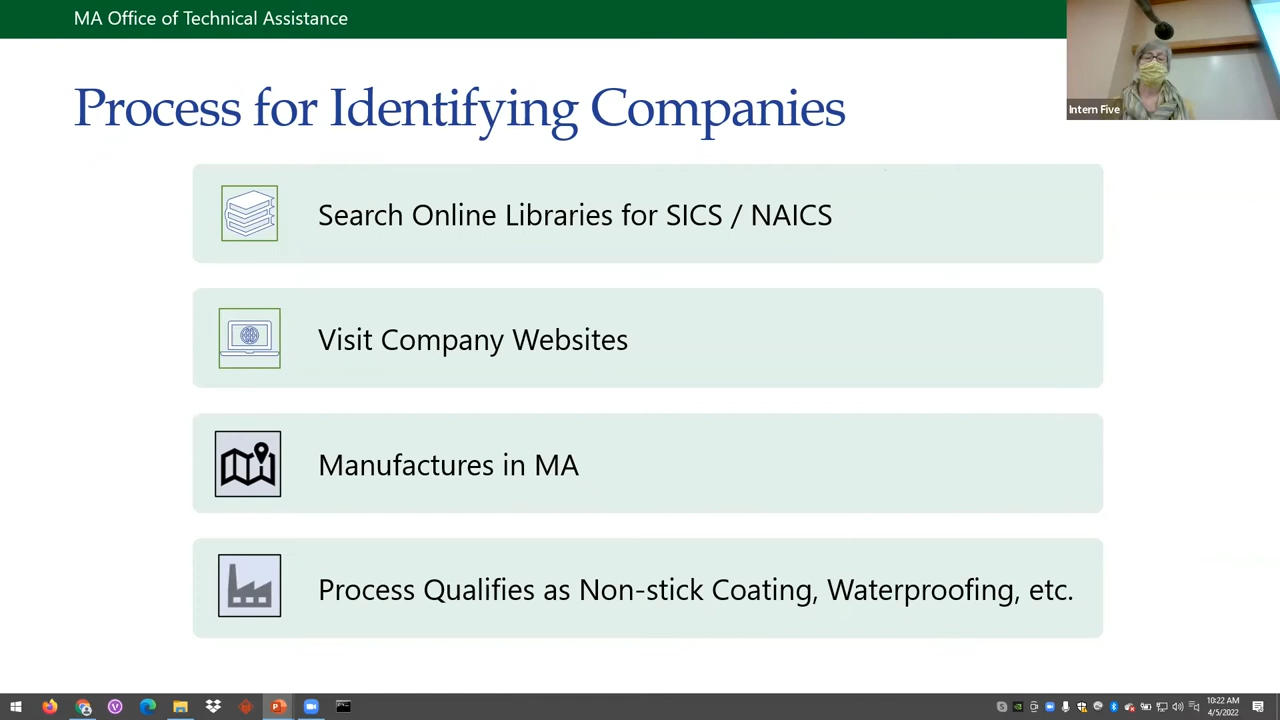 MA Office of Technical Assistance
Process for Identifying Companies
Intern Five
Search Online Libraries for SICS / NAICS
Visit Company Websites
Manufactures in MA
Process Qualifies as Non-stick Coating, Waterproofing, etc.
10:22 AM
4/5/2022